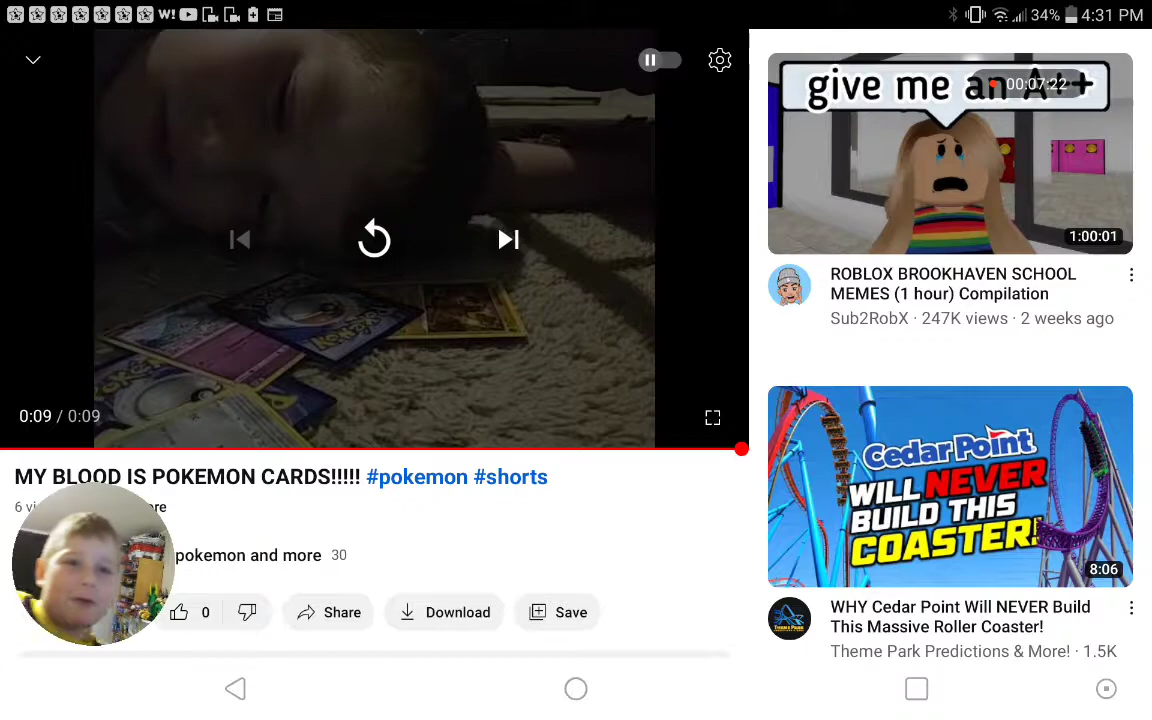 W! 34% 4:31 PM
give me an A++
00:07:22
1:00:01
ROBLOX BROOKHAVEN SCHOOL
MEMES (1 hour) Compilation
Sub2RobX · 247K views · 2 weeks ago
0:09 / 0:09
MY BLOOD IS POKEMON CARDS!!!!! #pokemon #shorts
6
pokemon and more 30
0 Share Download Save
Cedar Point
WILL NEVER
BUILD THIS
COASTER!
8:06
WHY Cedar Point Will NEVER Build
This Massive Roller Coaster!
Theme Park Predictions & More! · 1.5K